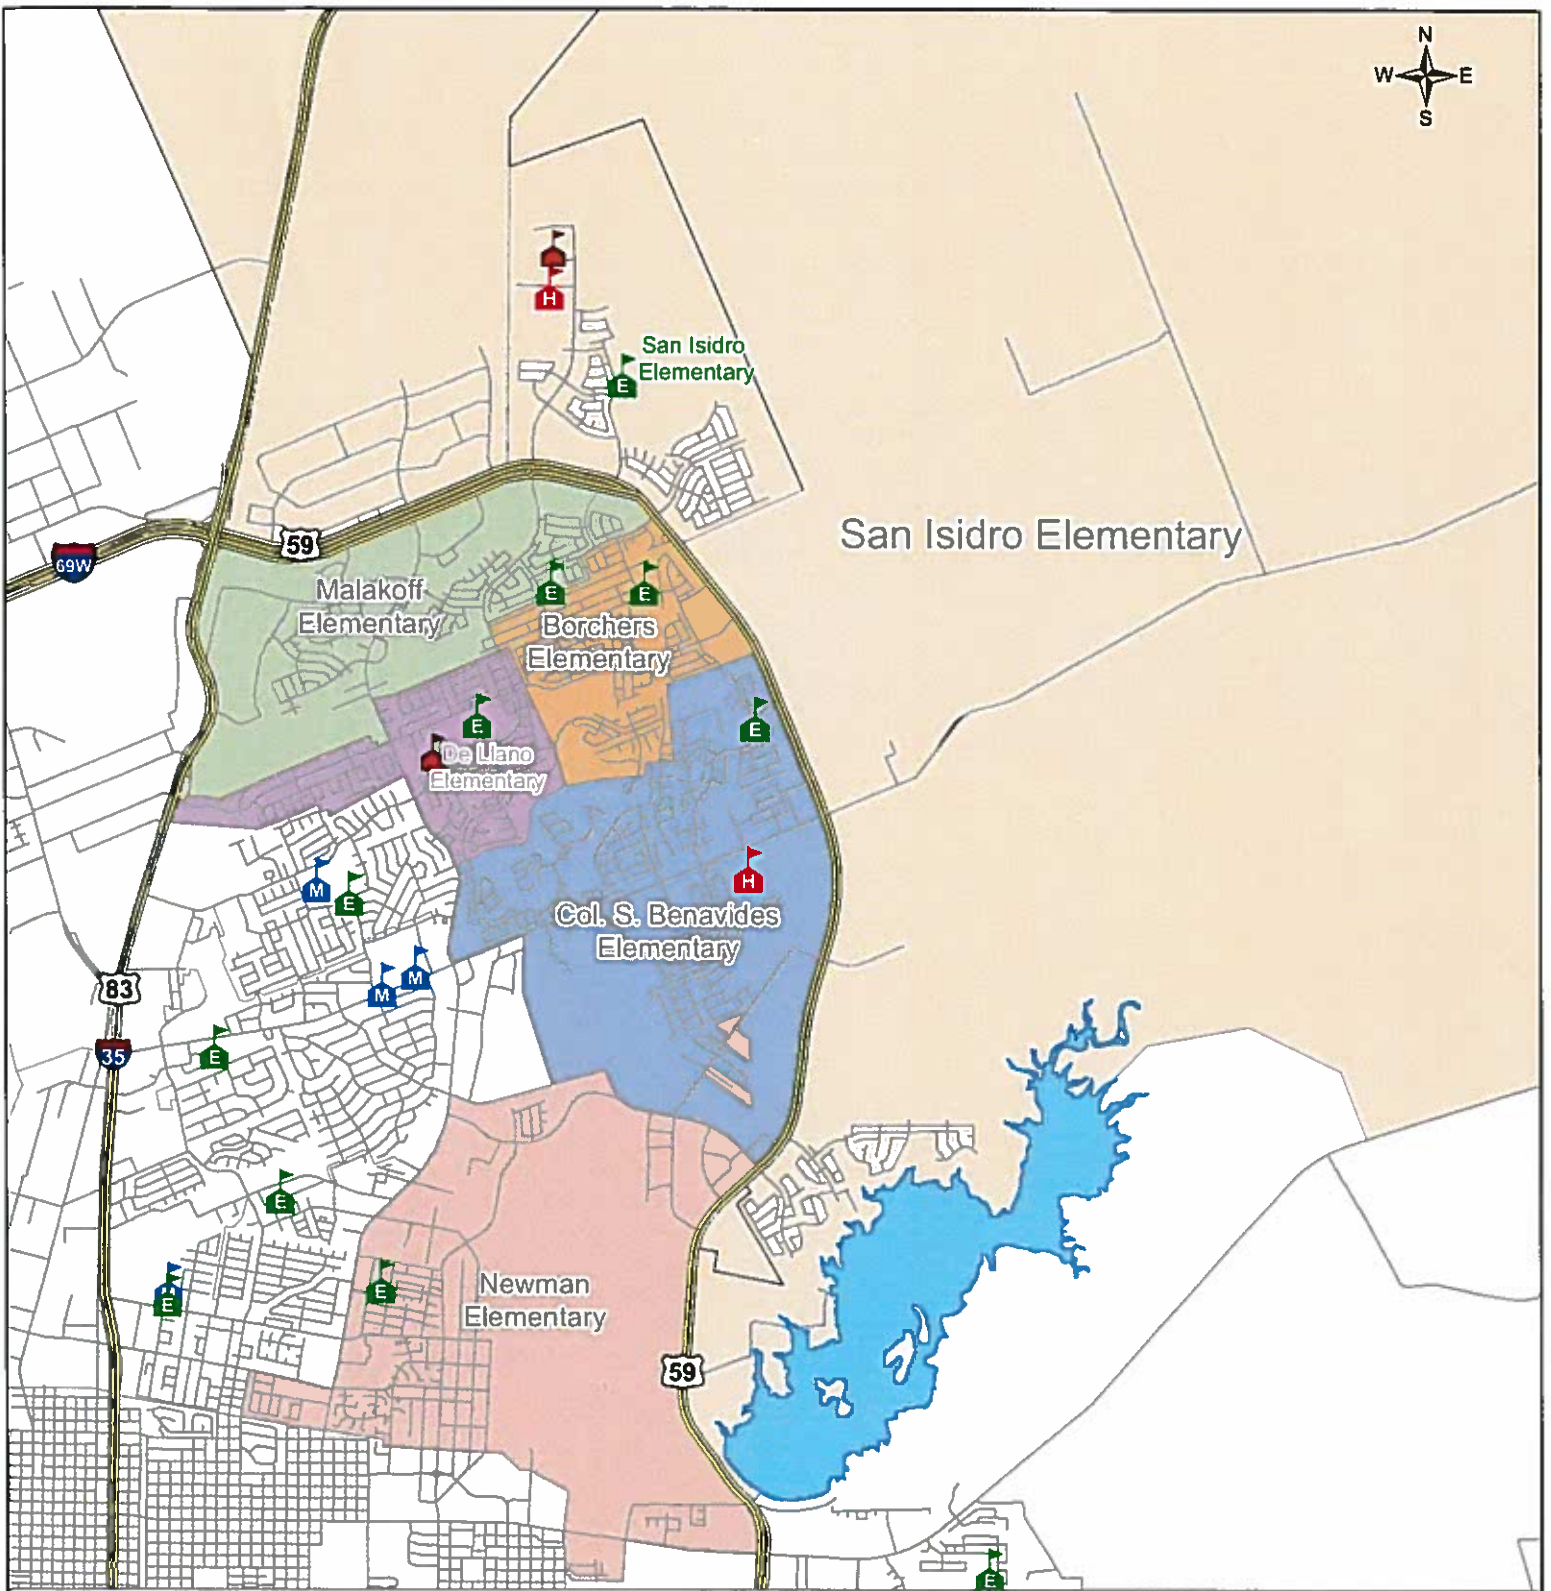 N
W E
S
H
San Isidro
Elementary
E
San Isidro Elementary
59
69W
Malakoff
Elementary
E
E
Borchers
Elementary
E
E
De Llano
Elementary
M
E
H
Col. S. Benavides
Elementary
M
M
83
35
E
E
E
E
Newman
Elementary
59
E